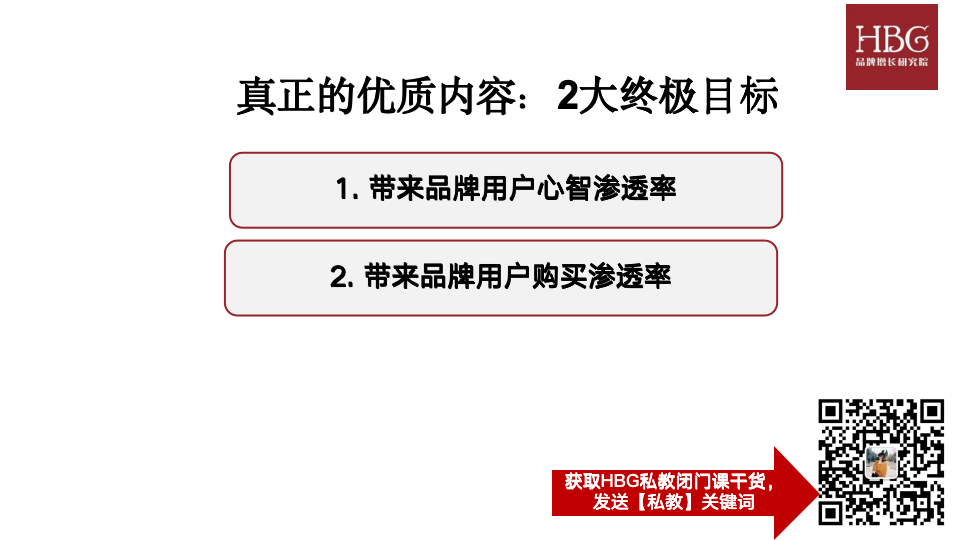 HBG
品牌增长研究院
真正的优质内容：2大终极目标
1. 带来品牌用户心智渗透率
2. 带来品牌用户购买渗透率
获取HBG私教闭门课干货，
发送【私教】关键词